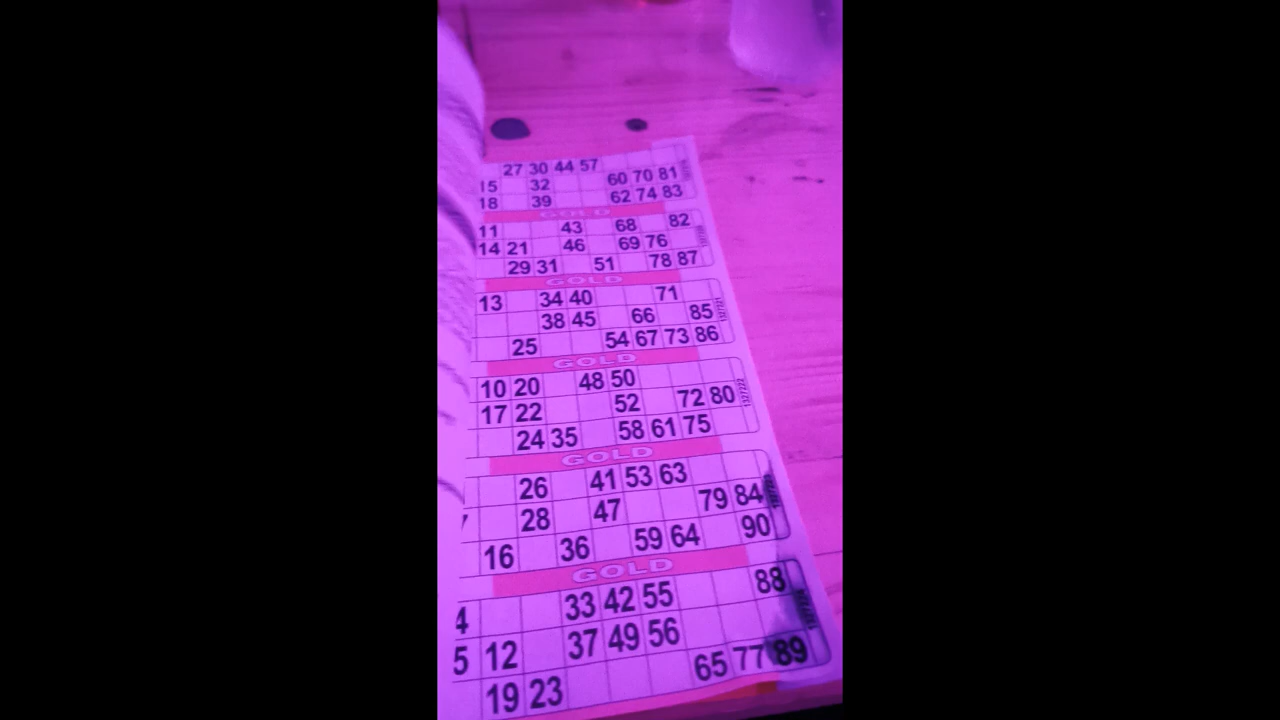 27 30 44 57
15 32 60 70 81
18 39 62 74 83
GOLD
11 43 68 82
14 21 46 69 76
29 31 51 78 87
GOLD
13 34 40 71
38 45 66 85
25 54 67 73 86
1327221
GOLD
10 20 48 50
17 22 52 72 80
24 35 58 61 75
1327222
GOLD
26 41 53 63
28 47 79 84
16 36 59 64 90
GOLD
4 33 42 55 88
5 12 37 49 56
19 23 65 77 89